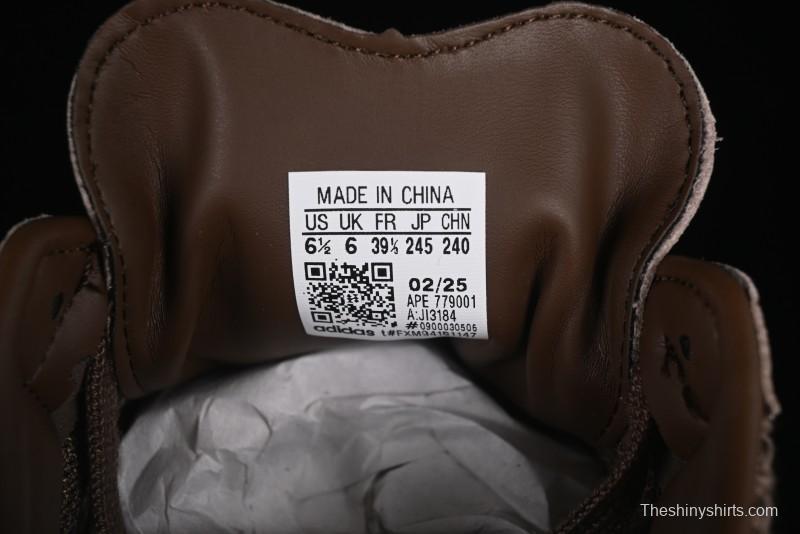 MADE IN CHINA
US UK FR JP CHN
6½ 6 39⅓ 245 240
02/25
APE 779001
A:JI3184
#0900030506
adidas t#FXM94161147
Theshinyshirts.com